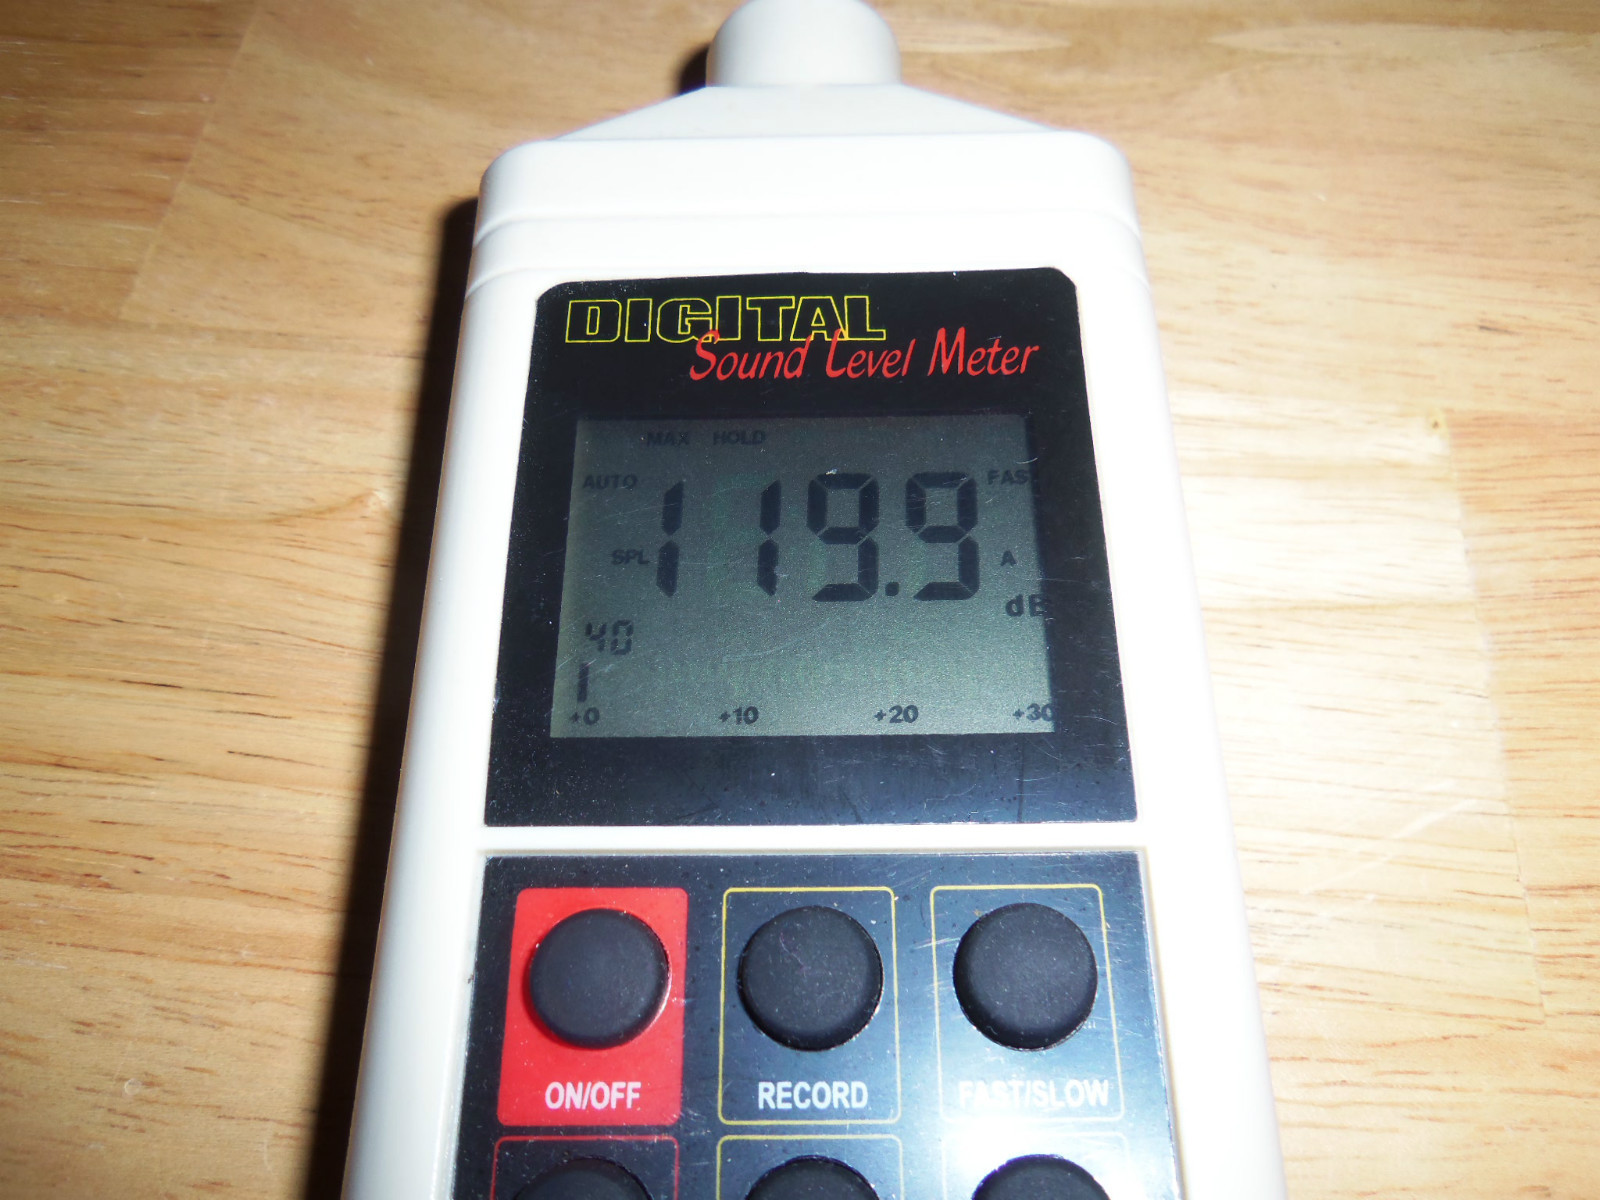 DIGITAL
Sound Level Meter
MAX HOLD
AUTO 119.9 FAST
SPL A
dB
40
+0 +10 +20 +30
ON/OFF RECORD FAST/SLOW